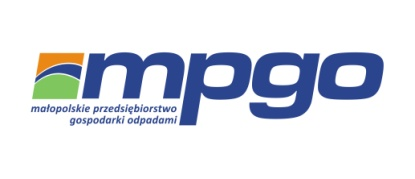 mpgo
małopolskie przedsiębiorstwo
gospodarki odpadami